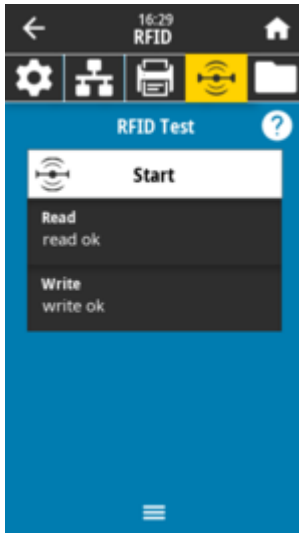 16:29
RFID
RFID Test
?
Start
Read
read ok
Write
write ok